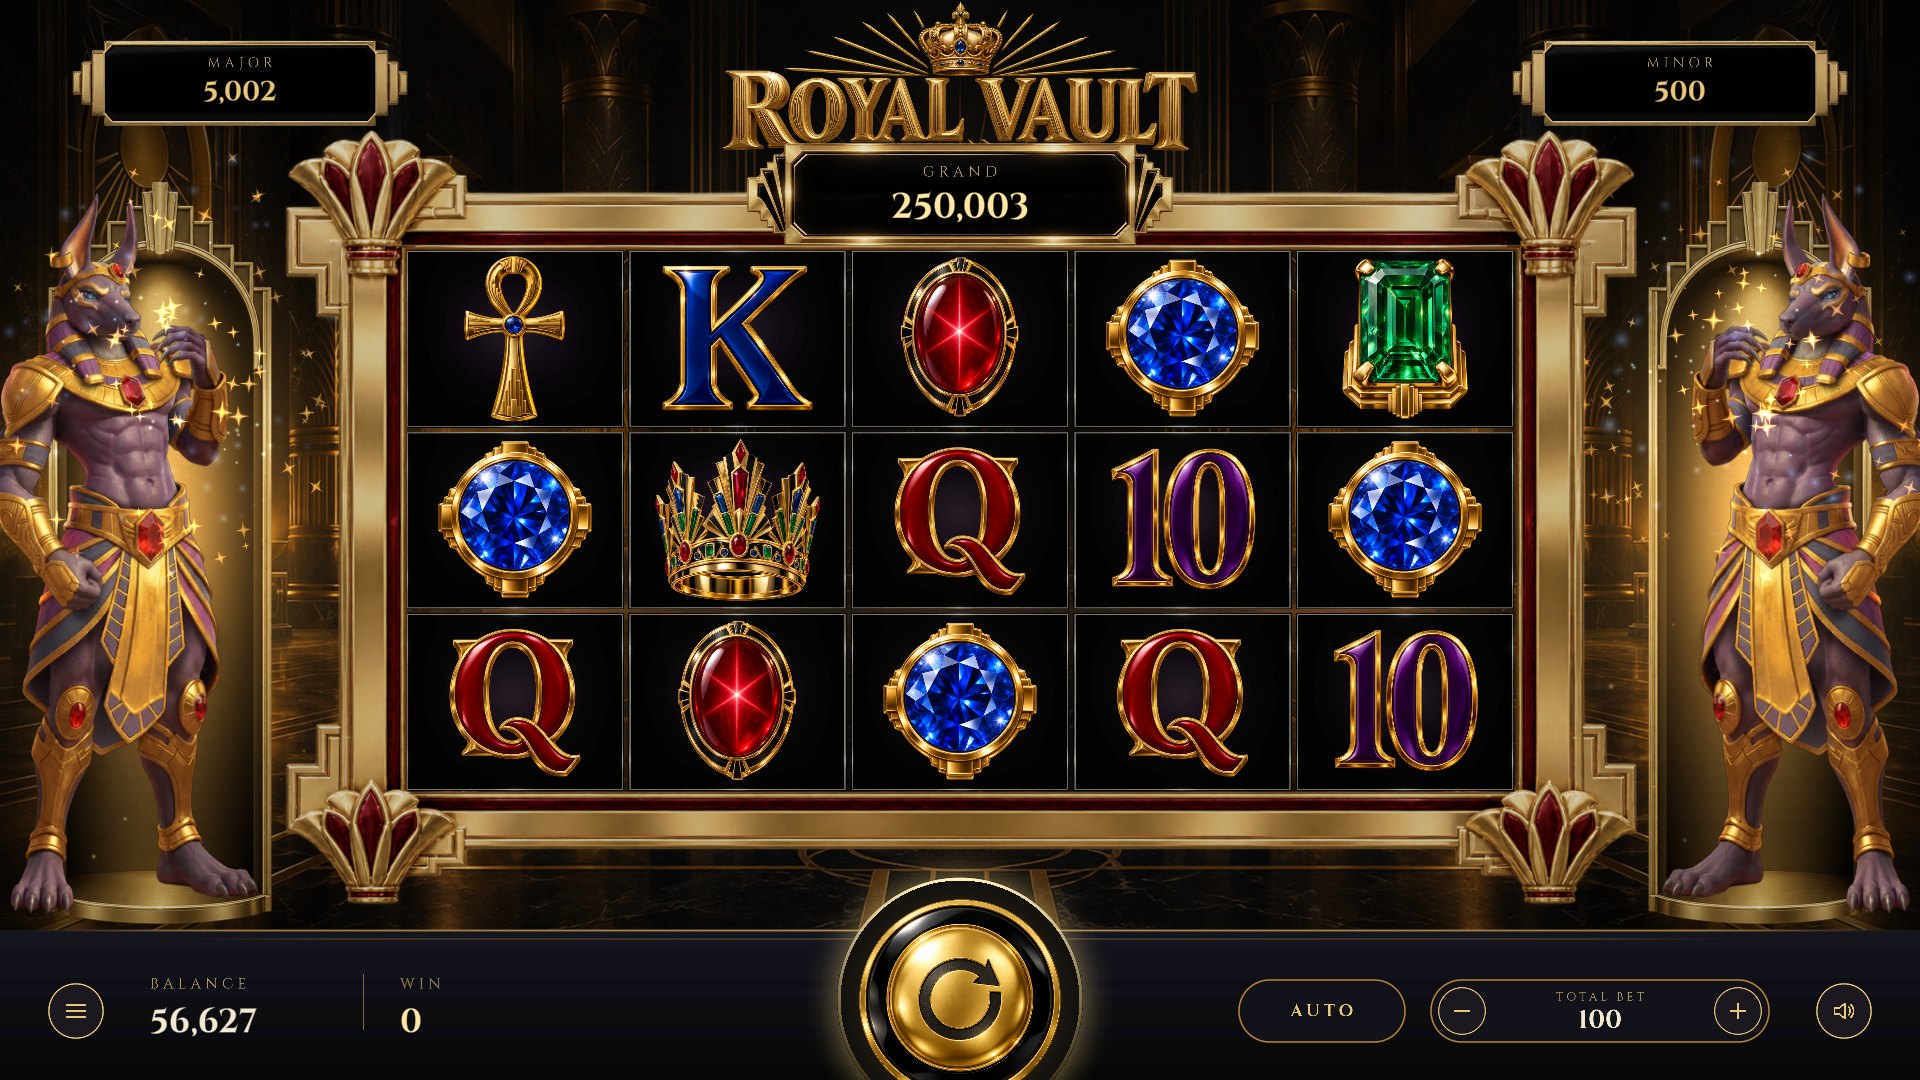 MAJOR
5,002
ROYAL VAULT
MINOR
500
GRAND
250,003
K
Q
10
Q
Q
10
BALANCE
56,627
WIN
0
AUTO
TOTAL BET
100